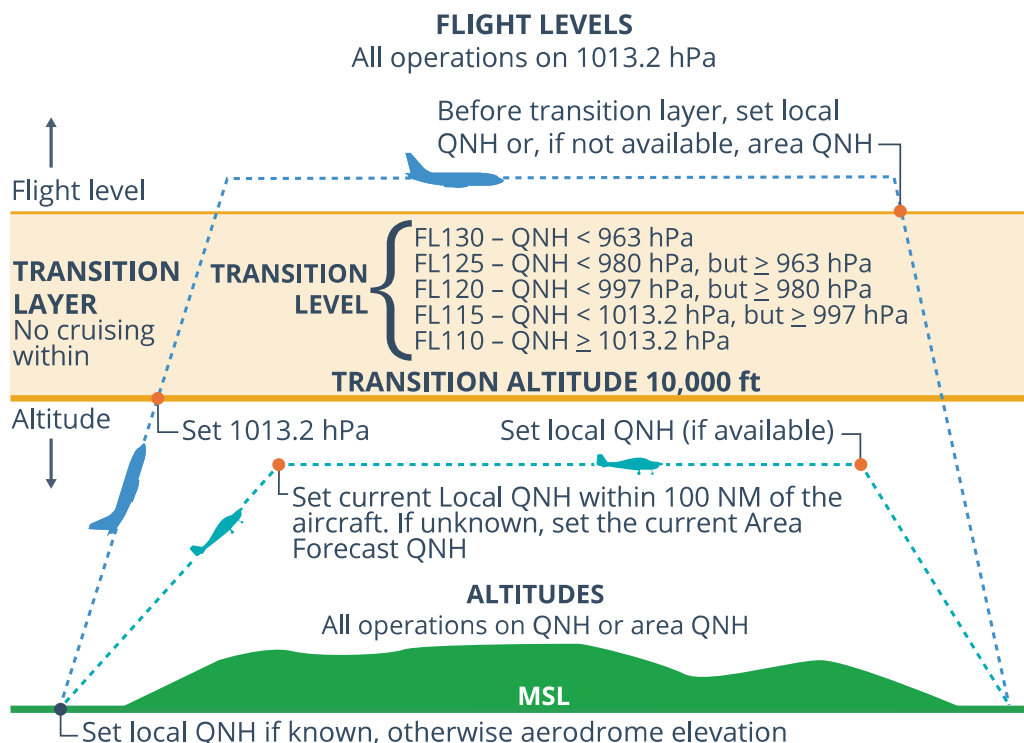 FLIGHT LEVELS
All operations on 1013.2 hPa
Before transition layer, set local
QNH or, if not available, area QNH
Flight level
TRANSITION
LAYER
No cruising
within
TRANSITION
LEVEL
FL130 – QNH < 963 hPa
FL125 – QNH < 980 hPa, but ≥ 963 hPa
FL120 – QNH < 997 hPa, but ≥ 980 hPa
FL115 – QNH < 1013.2 hPa, but ≥ 997 hPa
FL110 – QNH ≥ 1013.2 hPa
TRANSITION ALTITUDE 10,000 ft
Altitude
Set 1013.2 hPa
Set local QNH (if available)
Set current Local QNH within 100 NM of the
aircraft. If unknown, set the current Area
Forecast QNH
ALTITUDES
All operations on QNH or area QNH
MSL
Set local QNH if known, otherwise aerodrome elevation